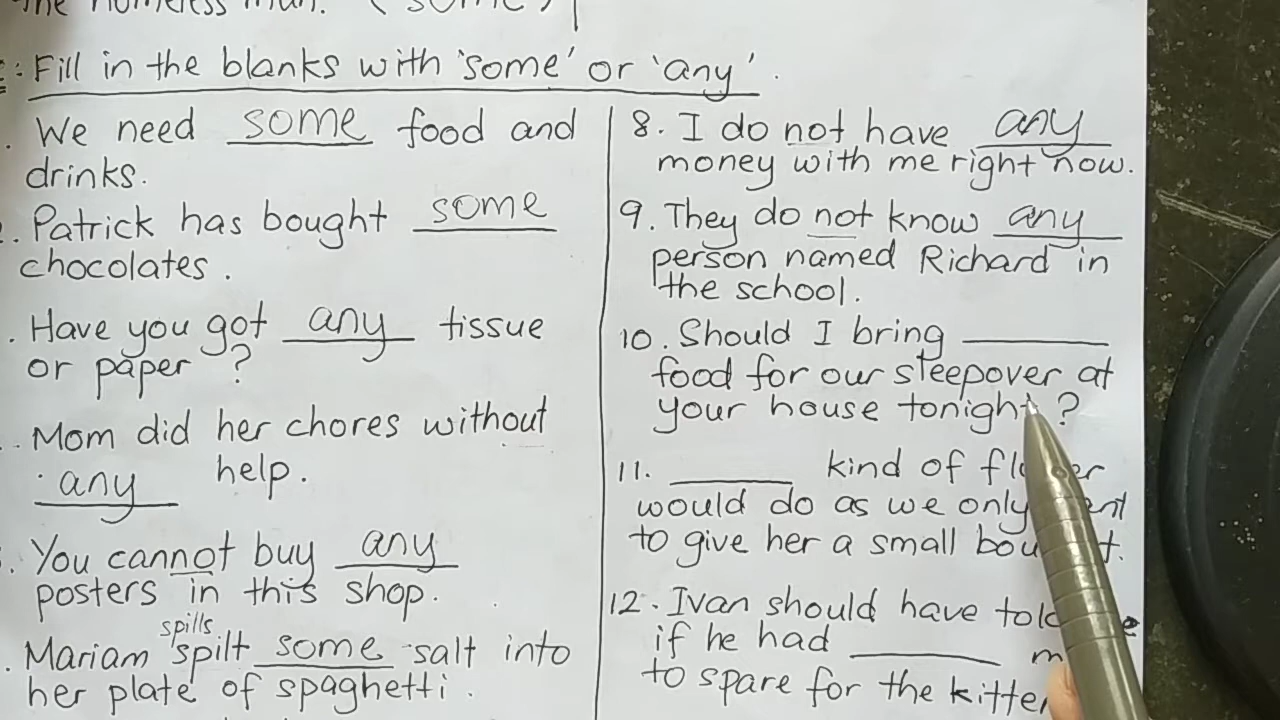 the homeless man. (some)
: Fill in the blanks with 'some' or 'any'.
. We need some food and
drinks.
. Patrick has bought some
chocolates.
. Have you got any tissue
or paper ?
. Mom did her chores without
any help.
. You cannot buy any
posters in this shop.
spills
. Mariam spilt some salt into
her plate of spaghetti.
8. I do not have any
money with me right now.
9. They do not know any
person named Richard in
the school.
10. Should I bring ______
food for our sleepover at
your house tonight ?
11. ______ kind of
would do as we only
to give her a small
12. Ivan should have
if he had ______
to spare for the